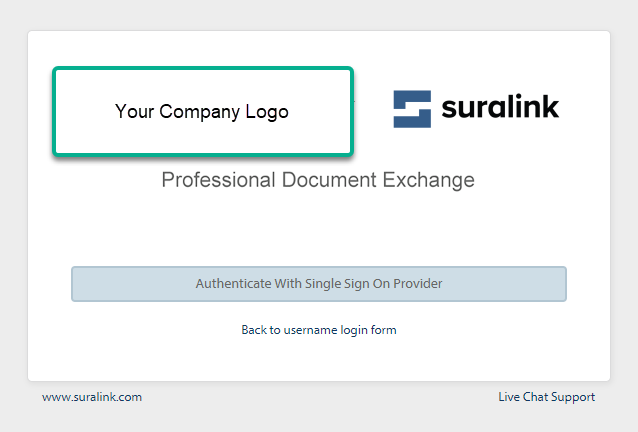 Your Company Logo
suralink
Professional Document Exchange
Authenticate With Single Sign On Provider
Back to username login form
www.suralink.com
Live Chat Support